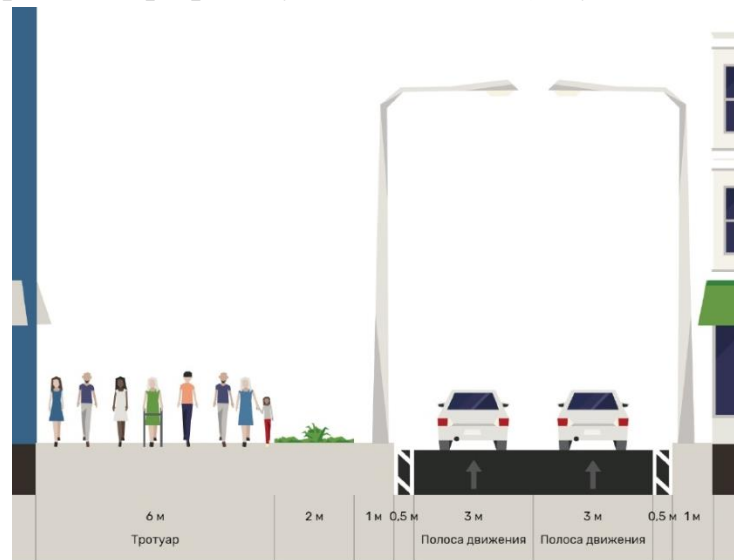 6 м 2 м 1 м 0,5 м 3 м 3 м 0,5 м 1 м
Тротуар Полоса движения Полоса движения